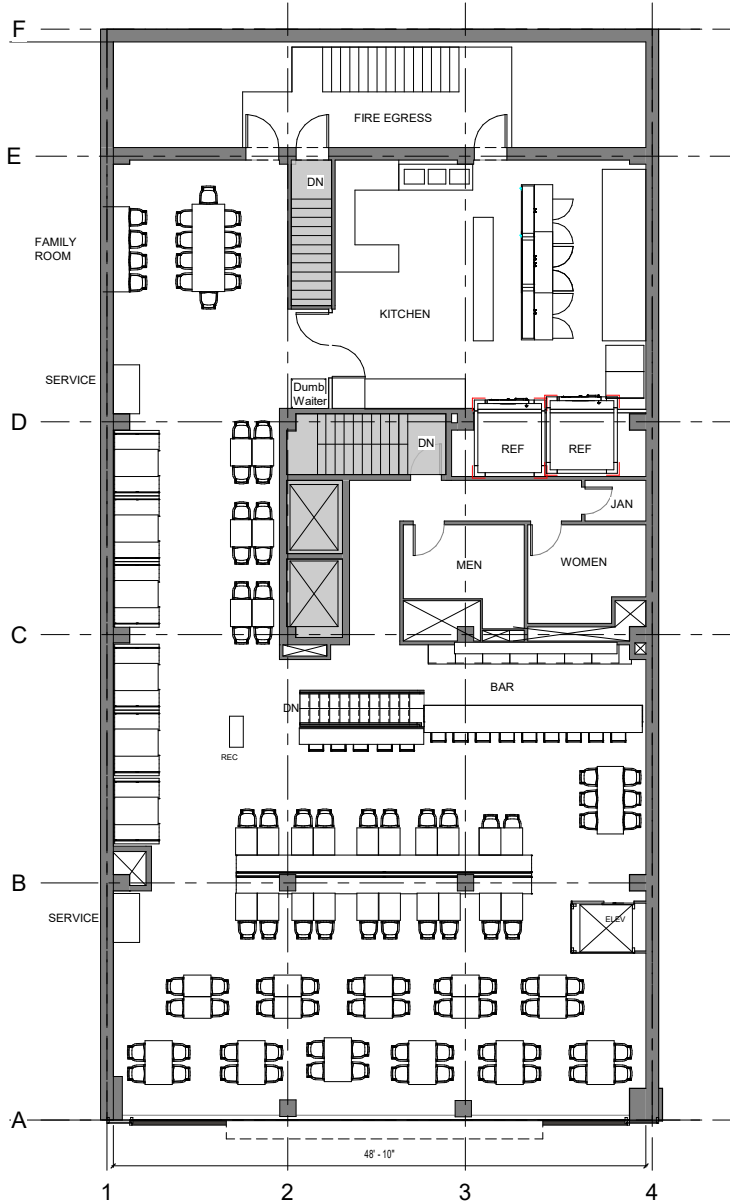 F
FIRE EGRESS
E
DN
FAMILY
ROOM
KITCHEN
SERVICE
Dumb
Waiter
D
DN
REF
REF
JAN
MEN
WOMEN
C
BAR
DN
REC
B
SERVICE
ELEV
A
48' - 10"
1
2
3
4